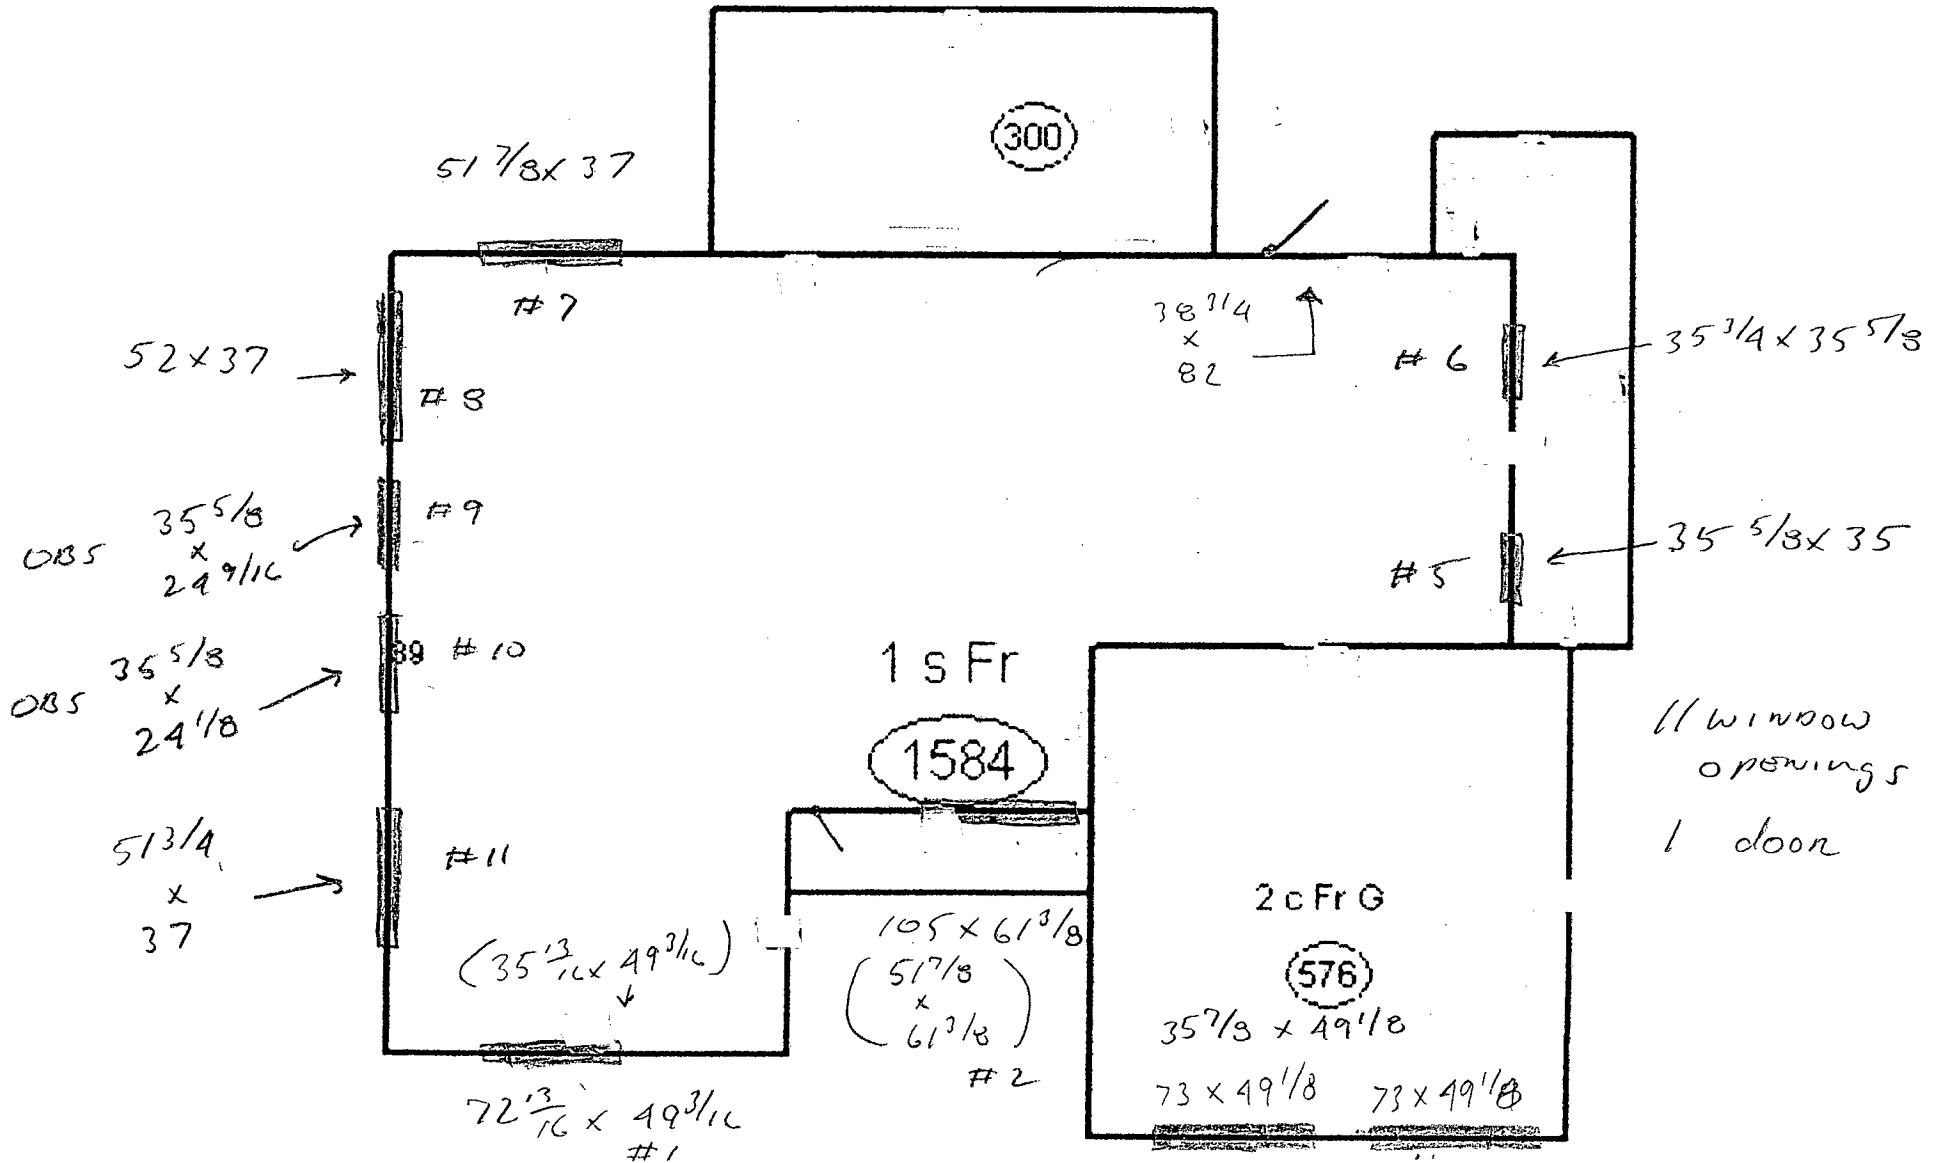 300
51 7/8 x 37
# 7
38 3/4
x
82
# 6
35 3/4 x 35 5/8
52 x 37
# 8
# 9
35 5/8
x
24 9/16
OBS
# 5
35 5/8 x 35
39
# 10
35 5/8
x
24 1/8
OBS
1 s Fr
1584
11 WINDOW
openings
1 door
51 3/4
x
37
# 11
2 c Fr G
576
(35 13/16 x 49 3/16)
105 x 61 3/8
(51 7/8
x
61 3/8)
# 2
35 7/8 x 49 1/8
73 x 49 1/8
73 x 49 1/8
72 13/16 x 49 3/16
# 1